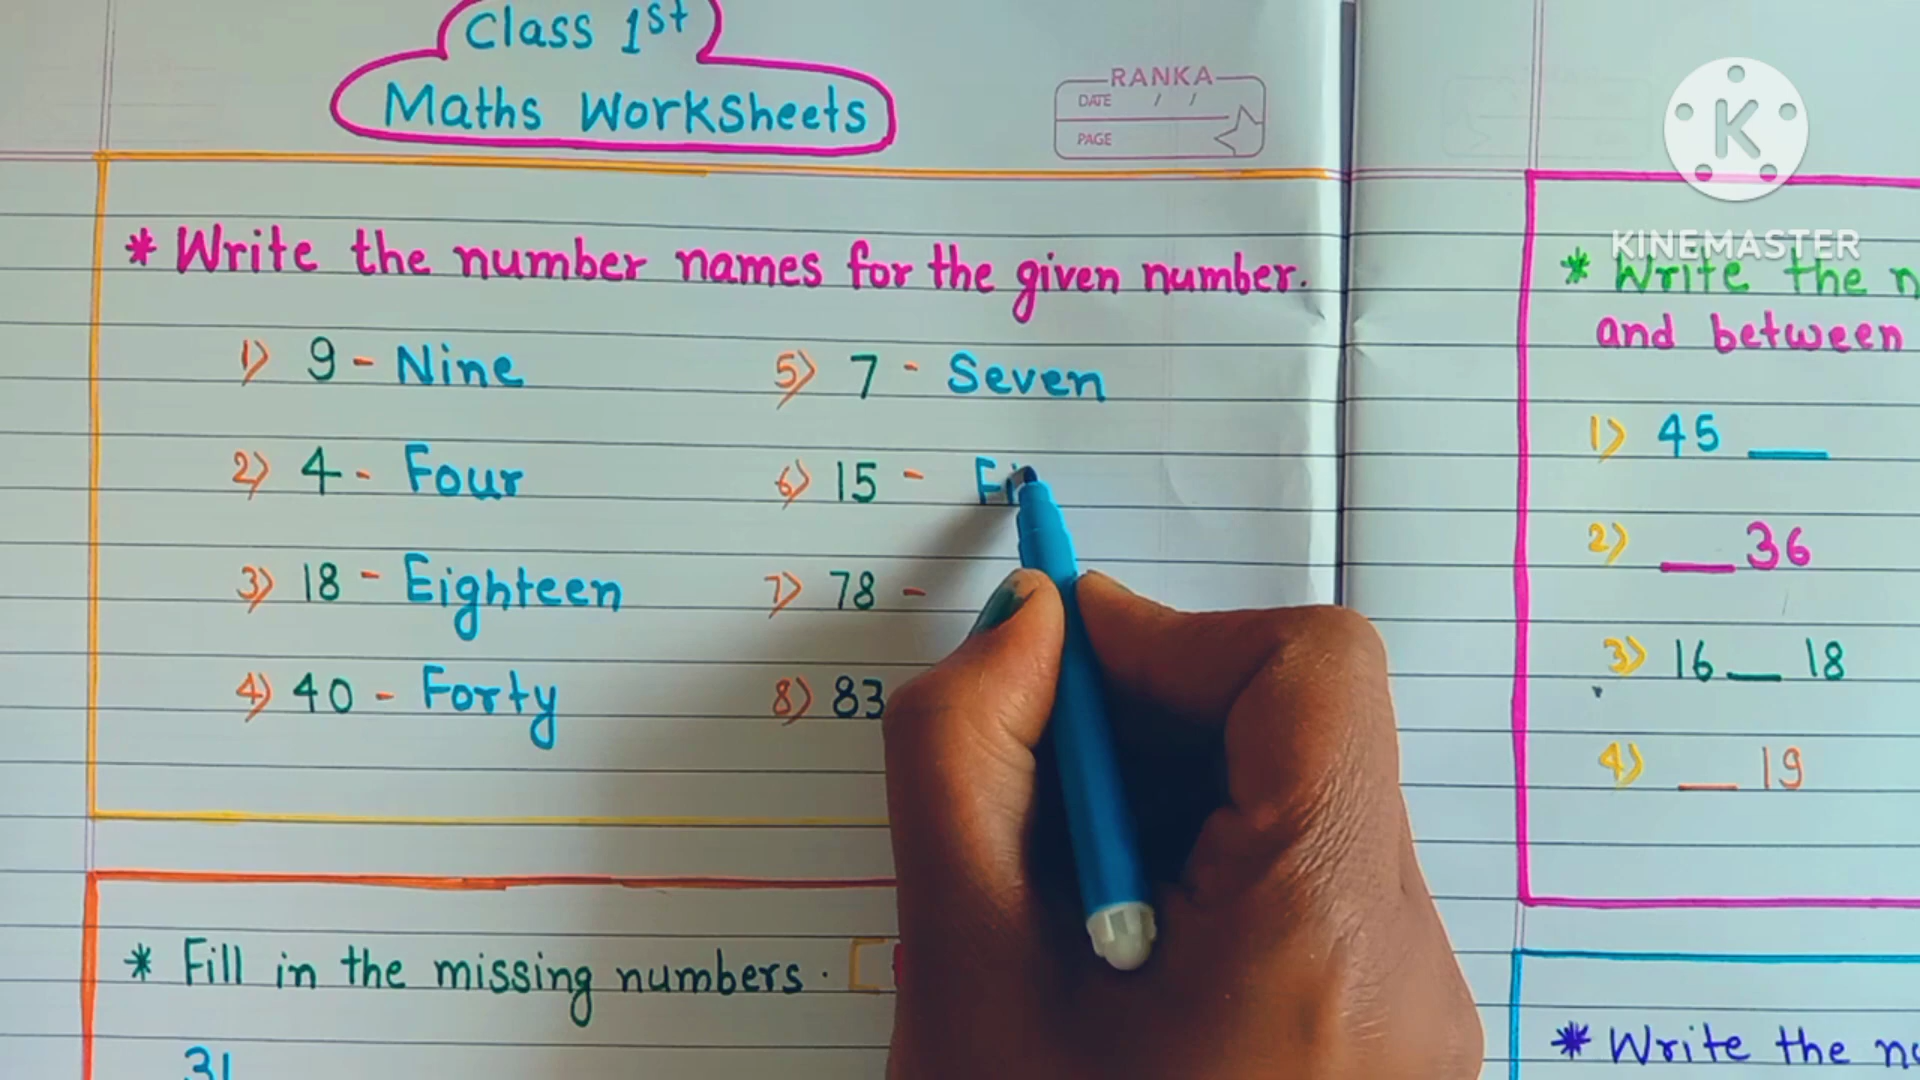 Class 1st
Maths Worksheets
RANKA
DATE / /
PAGE
* Write the number names for the given number.
1) 9 - Nine
2) 4 - Four
3) 18 - Eighteen
4) 40 - Forty
5) 7 - Seven
6) 15 - Fi
7) 78 -
8) 83
* Fill in the missing numbers.
31
K
KINEMASTER
* Write the n
and between
1) 45 __
2) __ 36
3) 16 __ 18
4) __ 19
* Write the nu